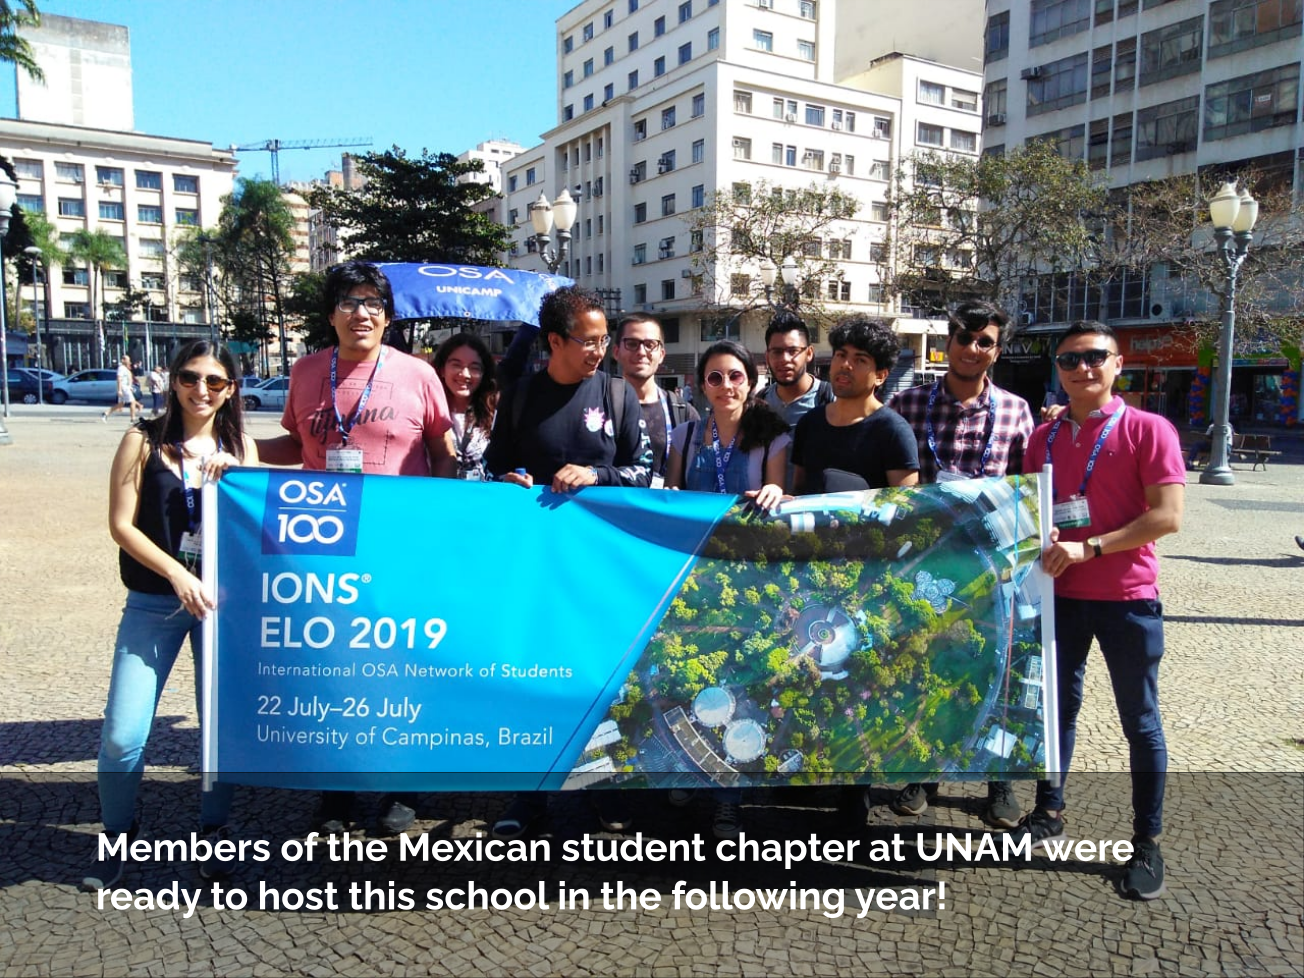 OSA
UNICAMP
Tijuana
OSA
100
IONS®
ELO 2019
International OSA Network of Students
22 July–26 July
University of Campinas, Brazil
Members of the Mexican student chapter at UNAM were
ready to host this school in the following year!